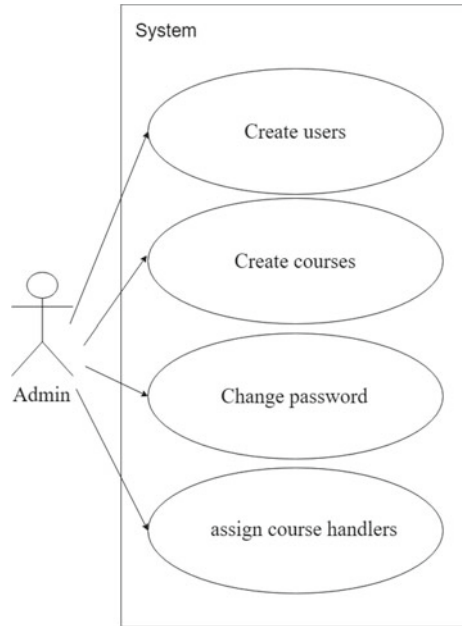 System
Create users
Create courses
Change password
Admin
assign course handlers